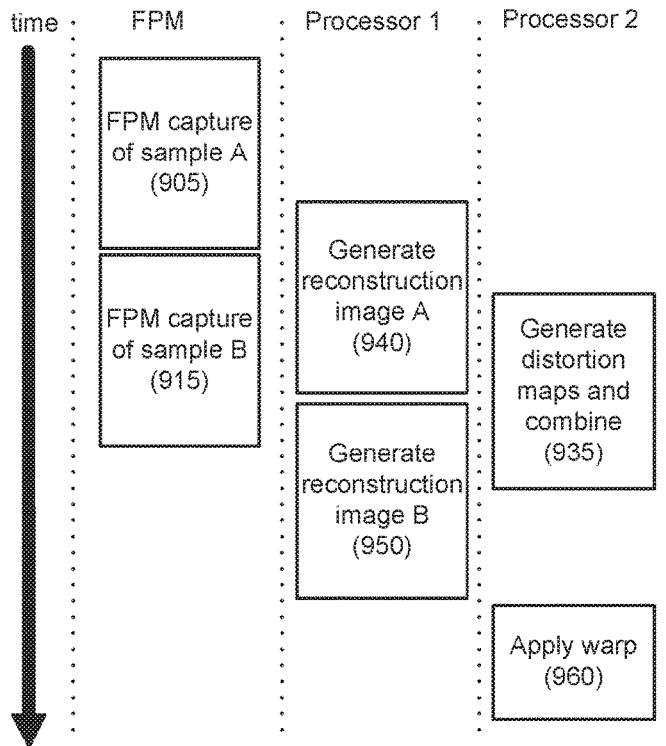 time
FPM
Processor 1
Processor 2
FPM capture
of sample A
(905)
FPM capture
of sample B
(915)
Generate
reconstruction
image A
(940)
Generate
reconstruction
image B
(950)
Generate
distortion
maps and
combine
(935)
Apply warp
(960)